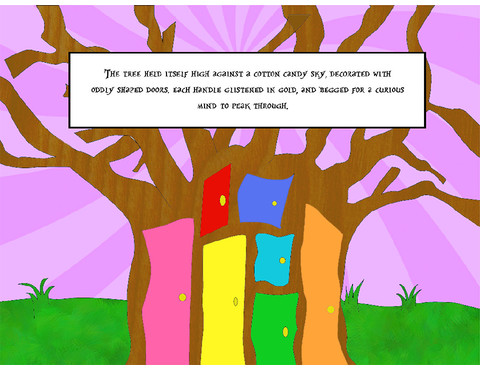 The tree held itself high against a cotton candy sky, decorated with
oddly shaped doors, each handle glistened in gold, and begged for a curious
mind to peak through.